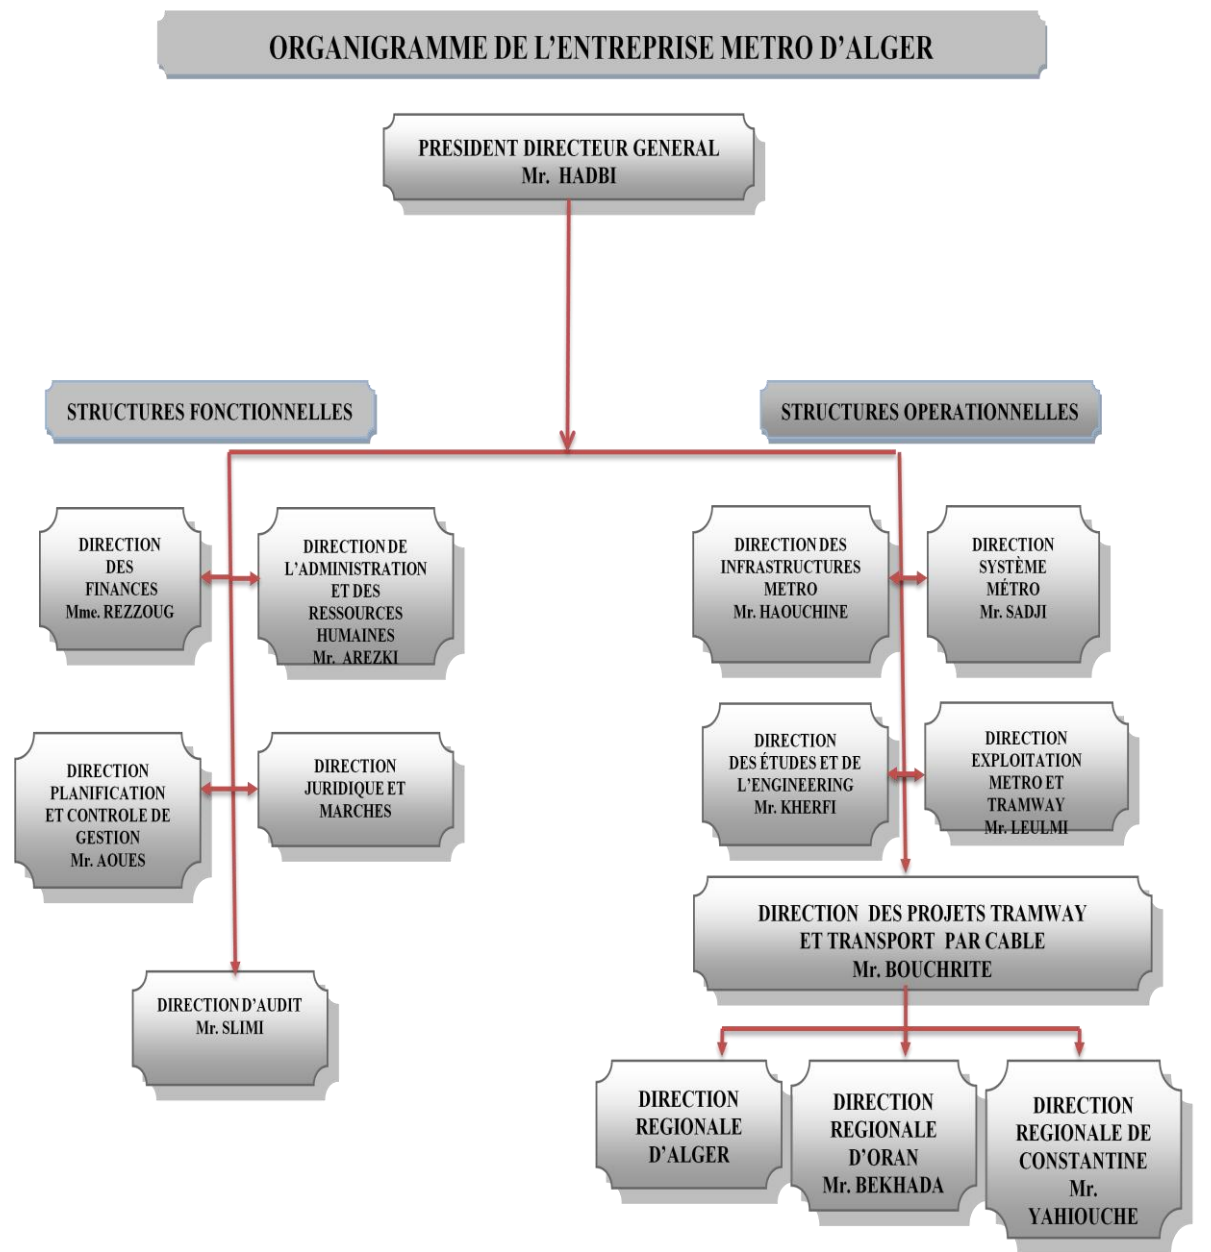 ORGANIGRAMME DE L’ENTREPRISE METRO D’ALGER
PRESIDENT DIRECTEUR GENERAL
Mr. HADBI
STRUCTURES FONCTIONNELLES
STRUCTURES OPERATIONNELLES
DIRECTION
DES
FINANCES
Mme. REZZOUG
DIRECTION DE
L’ADMINISTRATION
ET DES
RESSOURCES
HUMAINES
Mr. AREZKI
DIRECTION DES
INFRASTRUCTURES
METRO
Mr. HAOUCHINE
DIRECTION
SYSTÈME
MÉTRO
Mr. SADJI
DIRECTION
PLANIFICATION
ET CONTROLE DE
GESTION
Mr. AOUES
DIRECTION
JURIDIQUE ET
MARCHES
DIRECTION
DES ÉTUDES ET DE
L’ENGINEERING
Mr. KHERFI
DIRECTION
EXPLOITATION
METRO ET
TRAMWAY
Mr. LEULMI
DIRECTION DES PROJETS TRAMWAY
ET TRANSPORT PAR CABLE
Mr. BOUCHRITE
DIRECTION D’AUDIT
Mr. SLIMI
DIRECTION
REGIONALE
D’ALGER
DIRECTION
REGIONALE
D’ORAN
Mr. BEKHADA
DIRECTION
REGIONALE DE
CONSTANTINE
Mr.
YAHIOUCHE